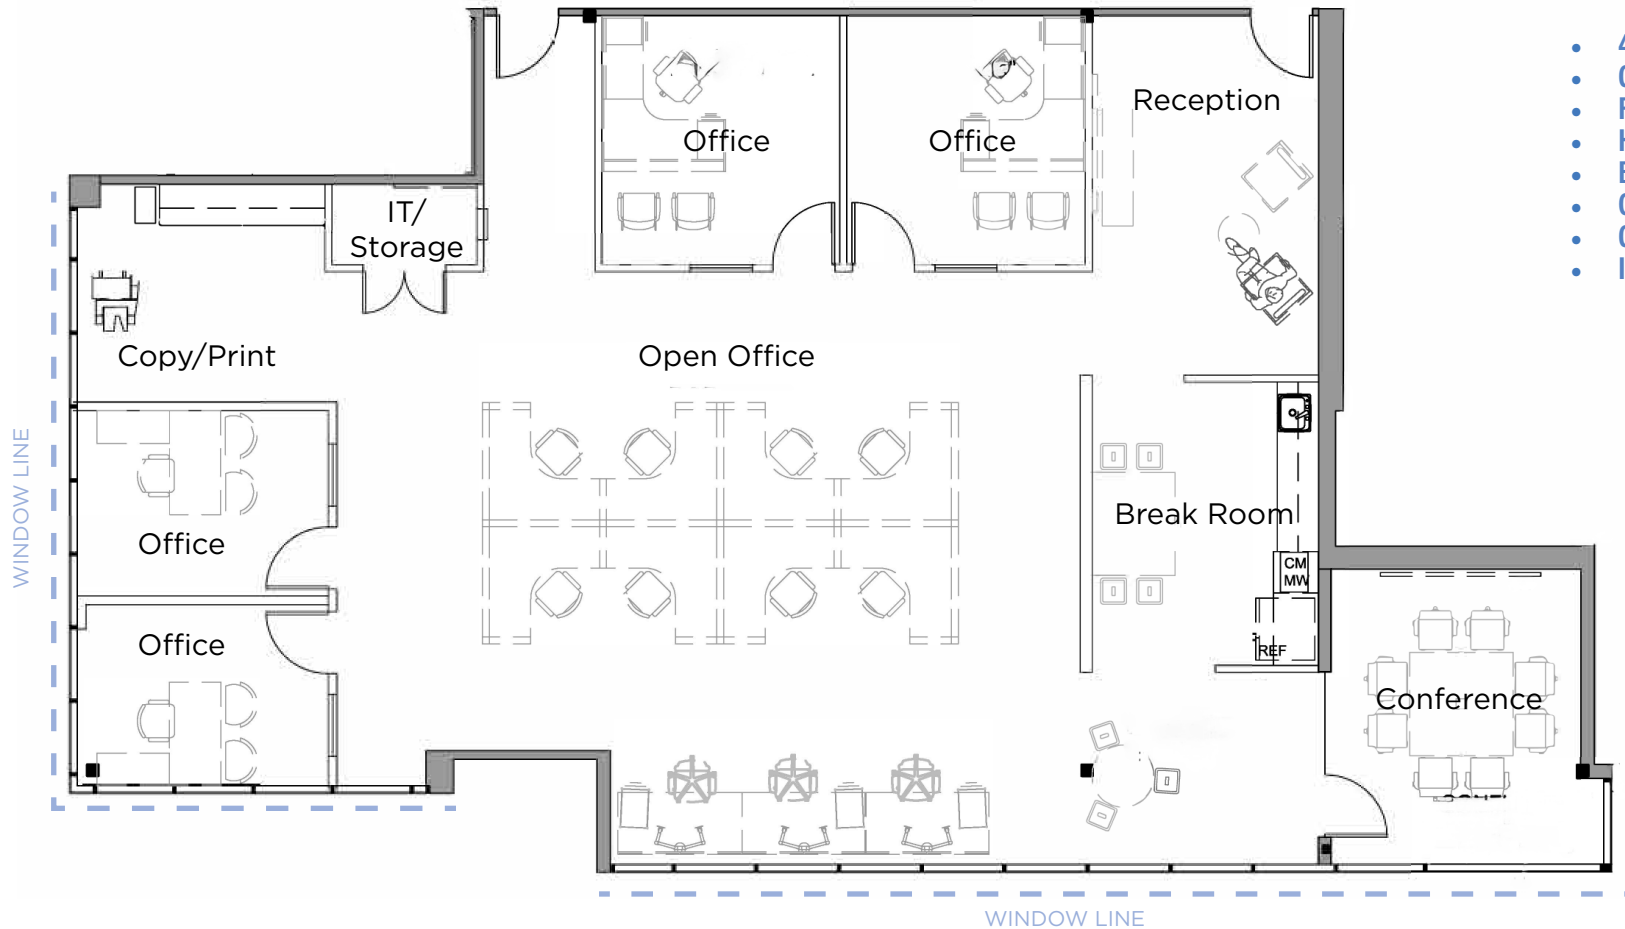 Reception
Office
Office
IT/
Storage
Copy/Print
Open Office
WINDOW LINE
Office
Break Room
CM
MW
Office
REF
Conference
WINDOW LINE